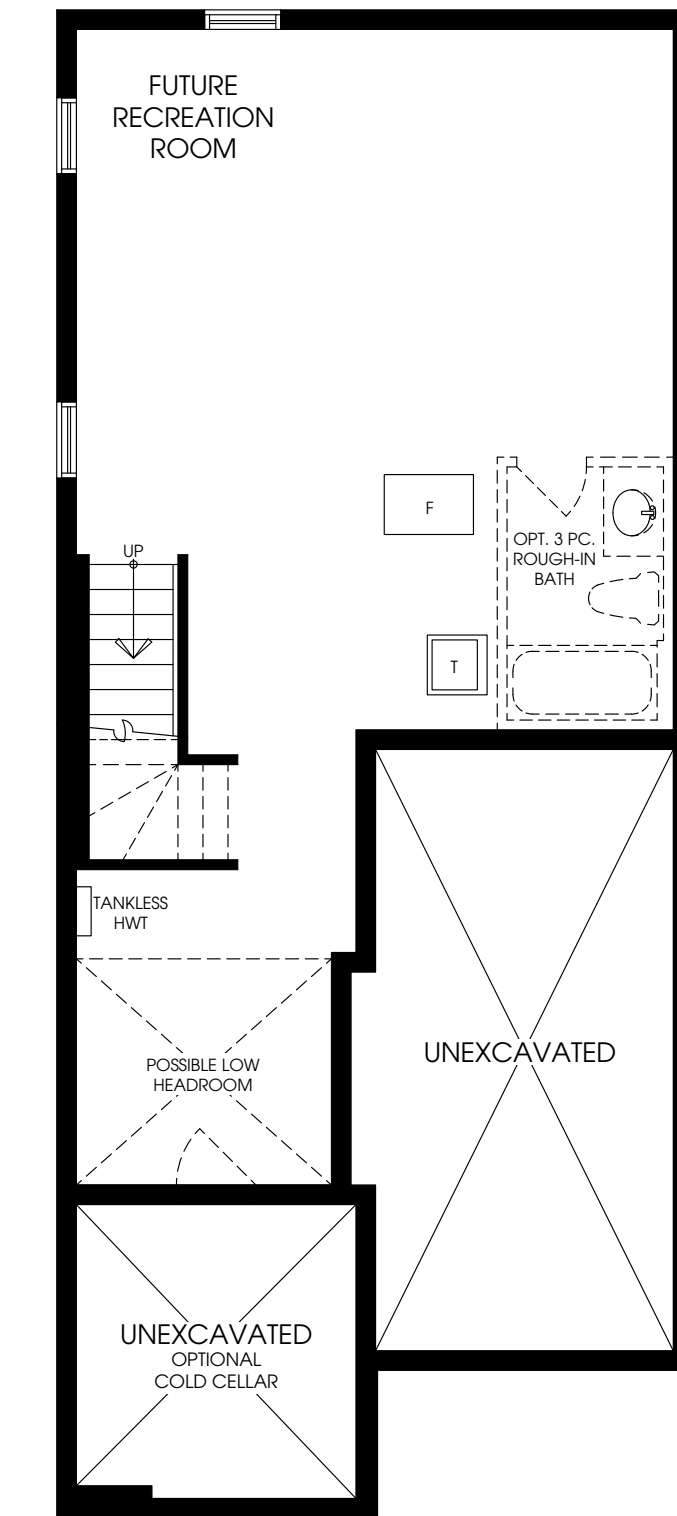 FUTURE
RECREATION
ROOM
F
OPT. 3 PC.
ROUGH-IN
BATH
UP
T
TANKLESS
HWT
POSSIBLE LOW
HEADROOM
UNEXCAVATED
UNEXCAVATED
OPTIONAL
COLD CELLAR